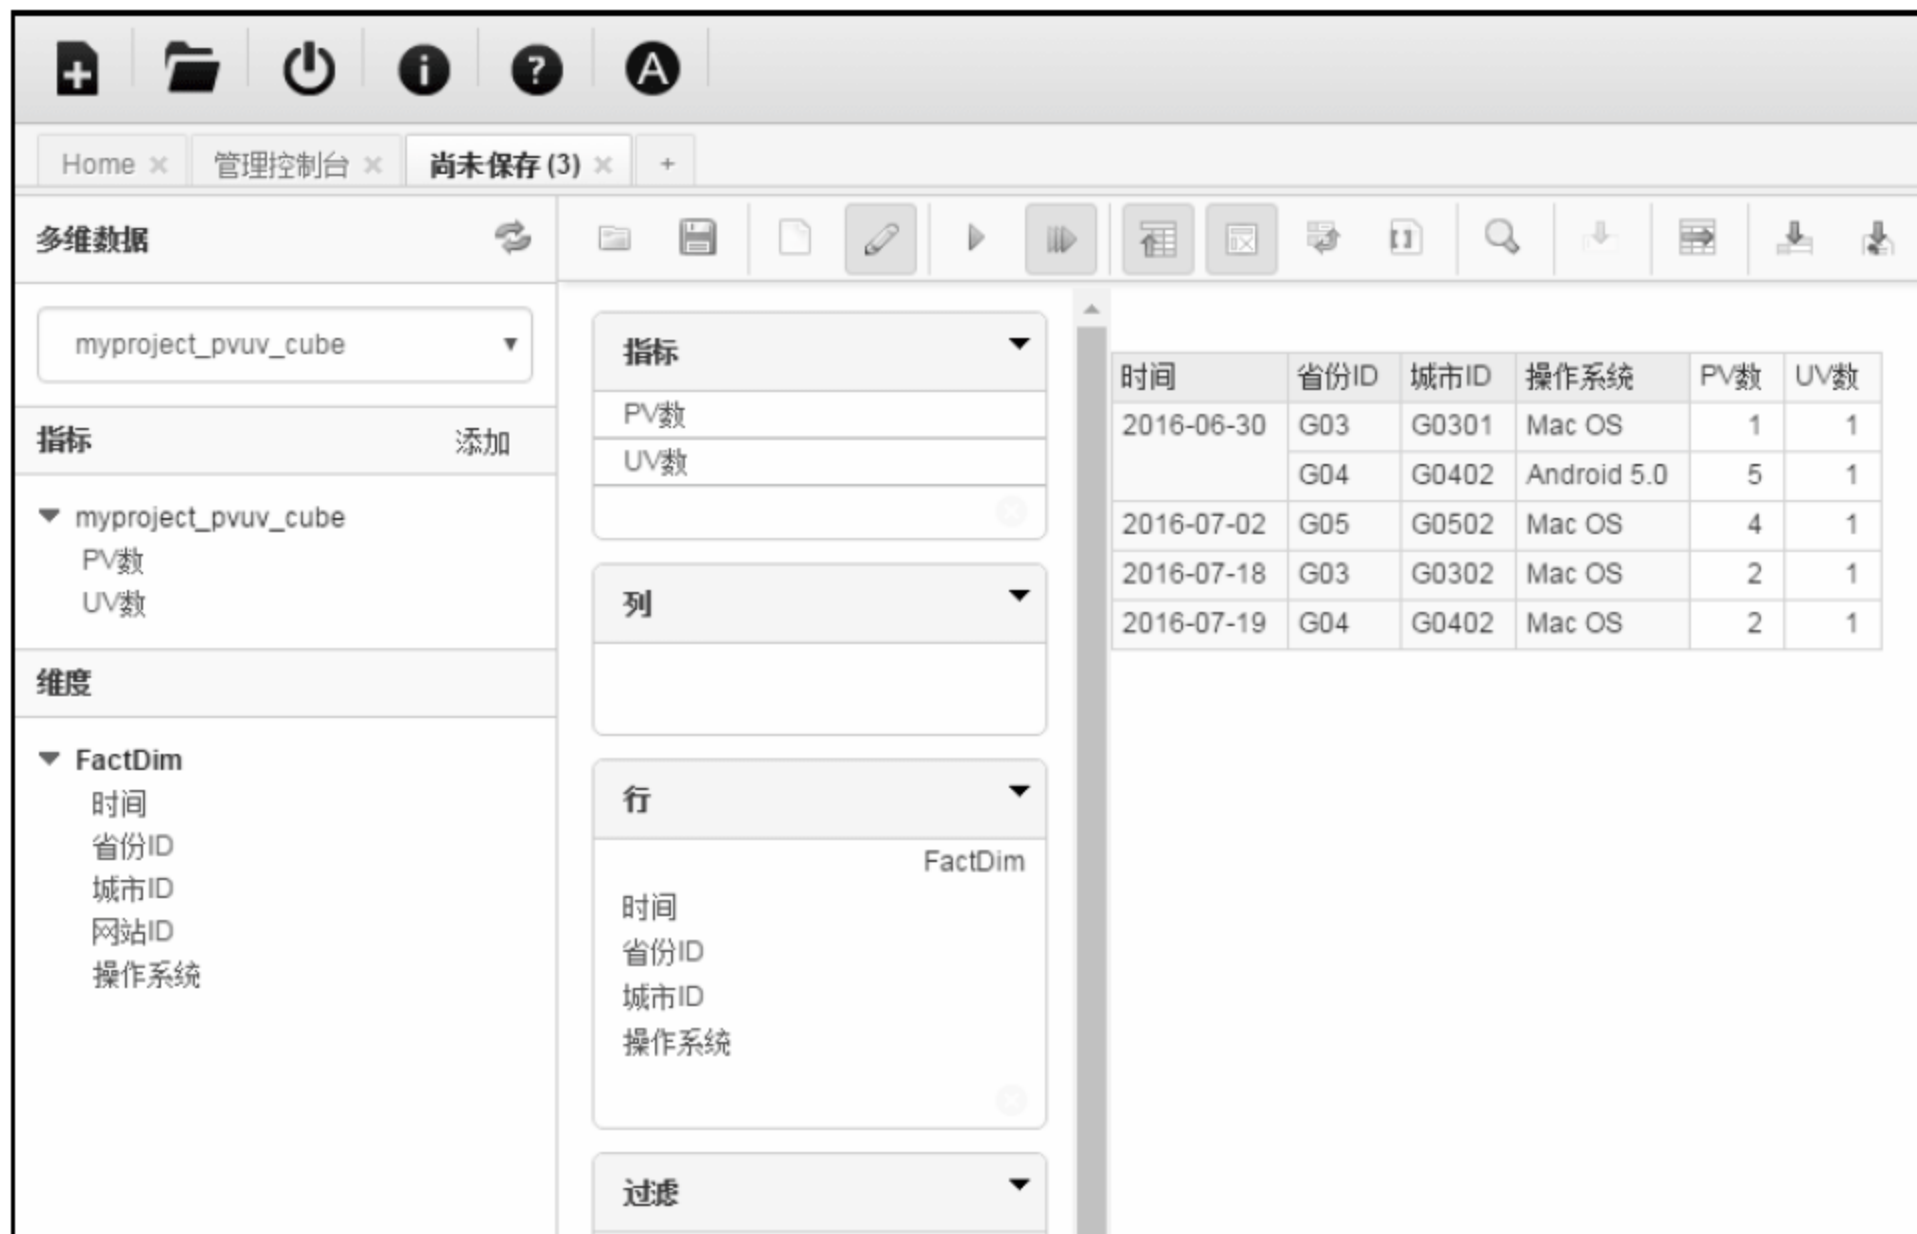 Home
管理控制台
尚未保存 (3)
+
多维数据
myproject_pvuv_cube
指标 添加
myproject_pvuv_cube
PV数
UV数
维度
FactDim
时间
省份ID
城市ID
网站ID
操作系统
指标
PV数
UV数
列
行
FactDim
时间
省份ID
城市ID
操作系统
过滤
时间 省份ID 城市ID 操作系统 PV数 UV数
2016-06-30 G03 G0301 Mac OS 1 1
G04 G0402 Android 5.0 5 1
2016-07-02 G05 G0502 Mac OS 4 1
2016-07-18 G03 G0302 Mac OS 2 1
2016-07-19 G04 G0402 Mac OS 2 1